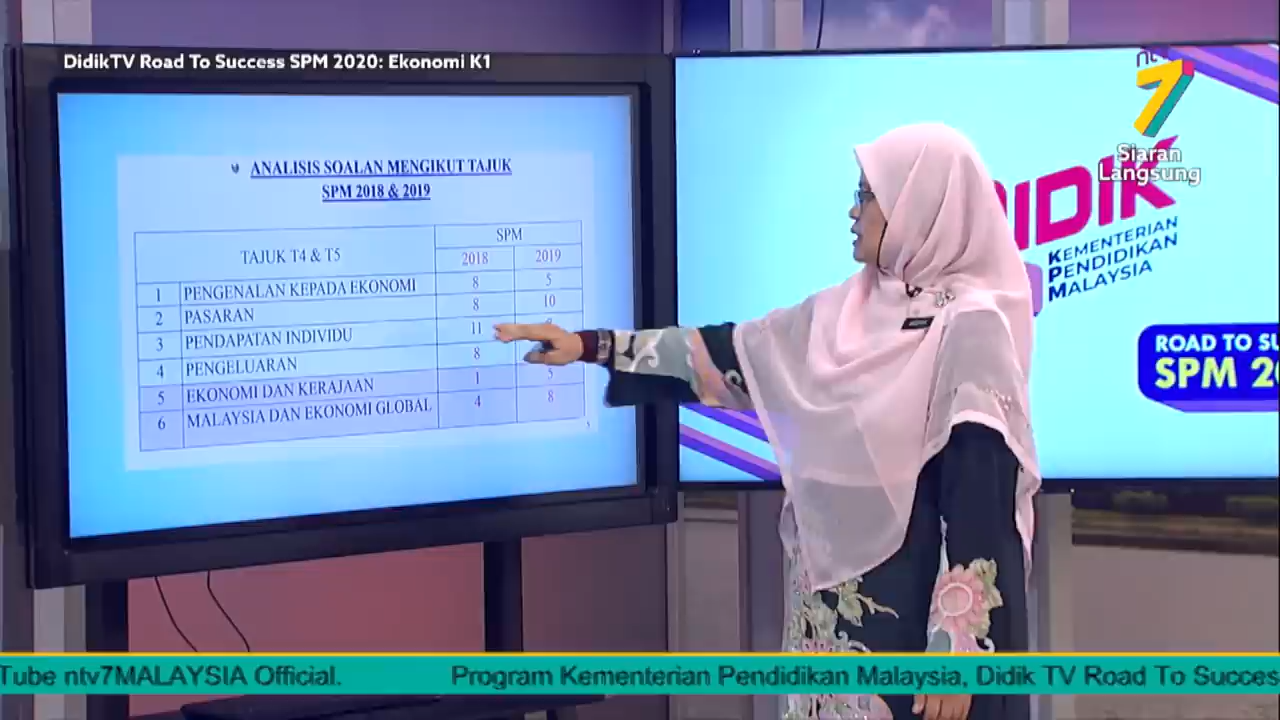 DidikTV Road To Success SPM 2020: Ekonomi K1
ANALISIS SOALAN MENGIKUT TAJUK
SPM 2018 & 2019
TAJUK T4 & T5 SPM
2018 2019
1 PENGENALAN KEPADA EKONOMI 8 5
2 PASARAN 8 10
3 PENDAPATAN INDIVIDU 11
4 PENGELUARAN 8
5 EKONOMI DAN KERAJAAN 1 5
6 MALAYSIA DAN EKONOMI GLOBAL 4 8
5
7
Siaran
Langsung
DIDIK
KEMENTERIAN
PENDIDIKAN
MALAYSIA
ROAD TO SU
SPM 20
Tube ntv7MALAYSIA Official. Program Kementerian Pendidikan Malaysia, Didik TV Road To Succes